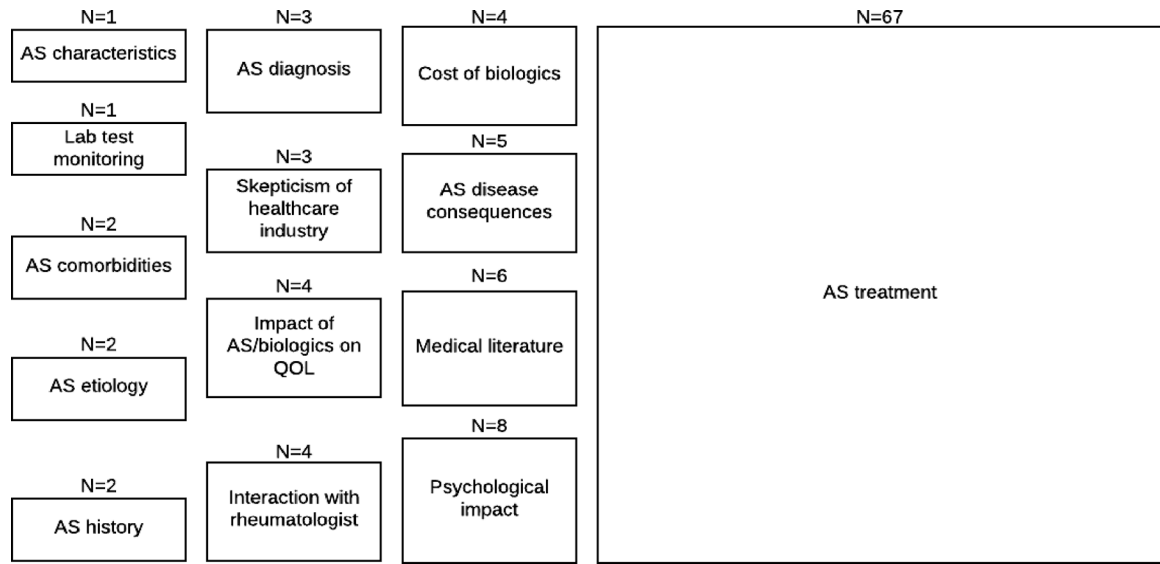 N=1
AS characteristics
N=1
Lab test
monitoring
N=2
AS comorbidities
N=2
AS etiology
N=2
AS history
N=3
AS diagnosis
N=3
Skepticism of
healthcare
industry
N=4
Impact of
AS/biologics on
QOL
N=4
Interaction with
rheumatologist
N=4
Cost of biologics
N=5
AS disease
consequences
N=6
Medical literature
N=8
Psychological
impact
N=67
AS treatment